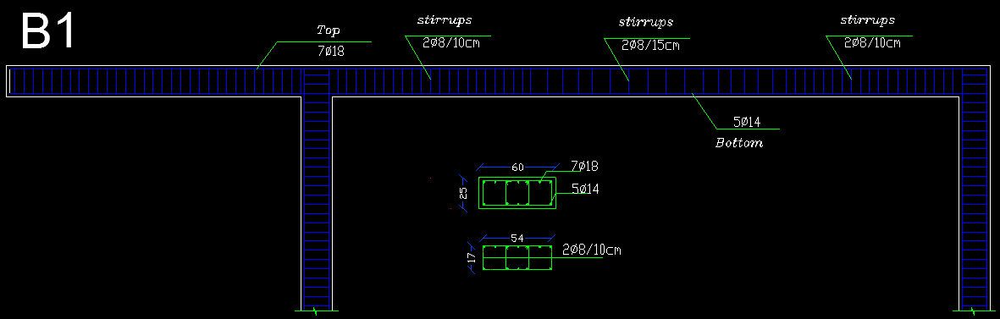 B1
Top
7Ø18
stirrups
2Ø8/10cm
stirrups
2Ø8/15cm
stirrups
2Ø8/10cm
5Ø14
Bottom
60
7Ø18
25
5Ø14
54
17
2Ø8/10cm